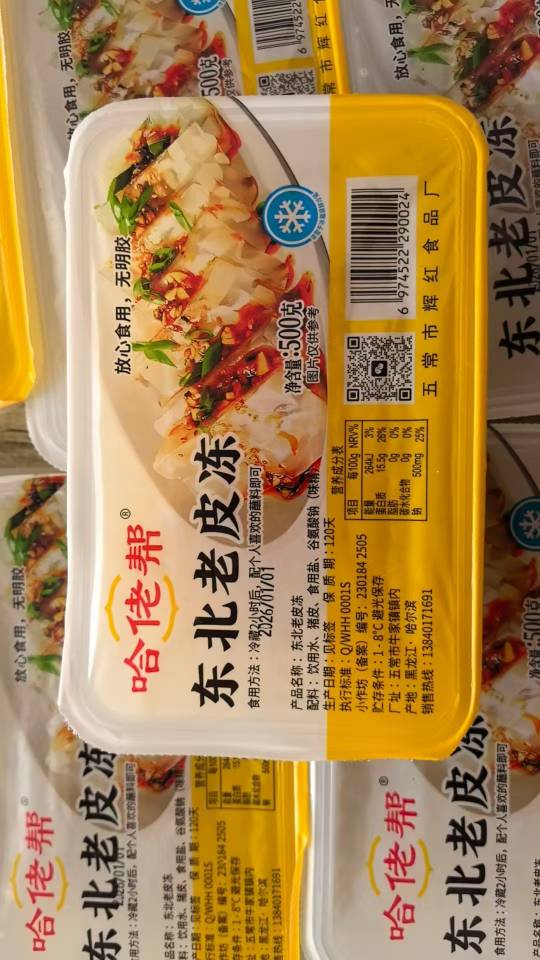 哈佬帮®
东北老皮冻
放心食用，无明胶
净含量:500克
图片仅供参考
食用方法：冷藏2小时后，配个人喜欢的蘸料即可
2026/01/01
产品名称：东北老皮冻
配料：饮用水、猪皮、食用盐、谷氨酸钠（味精）
生产日期：见标签 保质期：120天
执行标准：Q/WHH 0001S
小作坊（备案）编号：230184 2505
贮存条件：1-8℃ 避光保存
厂址：五常市牛家镇镇内
产地：黑龙江·哈尔滨
销售热线：13840171691
营养成分表
项目 每100g NRV%
能量 264kJ 3%
蛋白质 15.5g 26%
脂肪 0g 0%
碳水化合物 0g 0%
钠 500mg 25%
6 974522 290024
五常市辉红食品厂